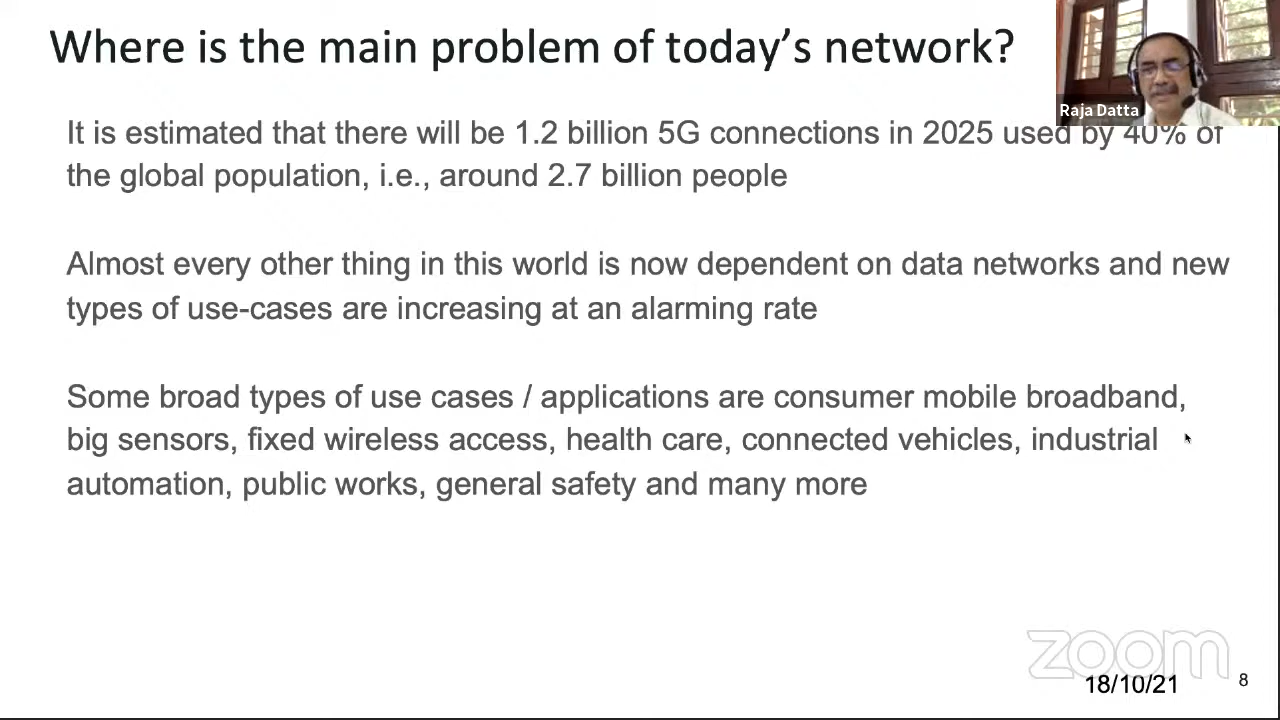 Where is the main problem of today's network?
Raja Datta
It is estimated that there will be 1.2 billion 5G connections in 2025 used by 40% of
the global population, i.e., around 2.7 billion people
Almost every other thing in this world is now dependent on data networks and new
types of use-cases are increasing at an alarming rate
Some broad types of use cases / applications are consumer mobile broadband,
big sensors, fixed wireless access, health care, connected vehicles, industrial
automation, public works, general safety and many more
zoom
18/10/21
8